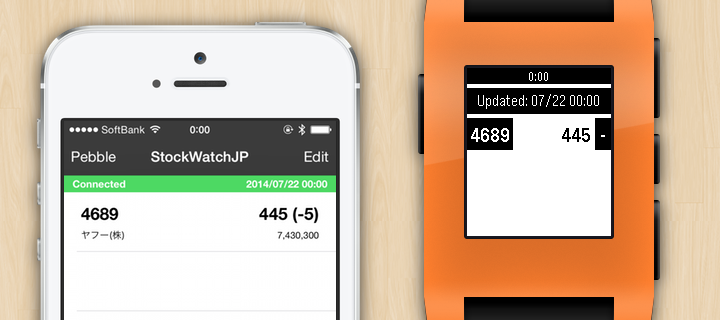 SoftBank 0:00
Pebble StockWatchJP Edit
Connected 2014/07/22 00:00
4689 445 (-5)
ヤフー(株) 7,430,300
0:00
Updated: 07/22 00:00
4689 445 -